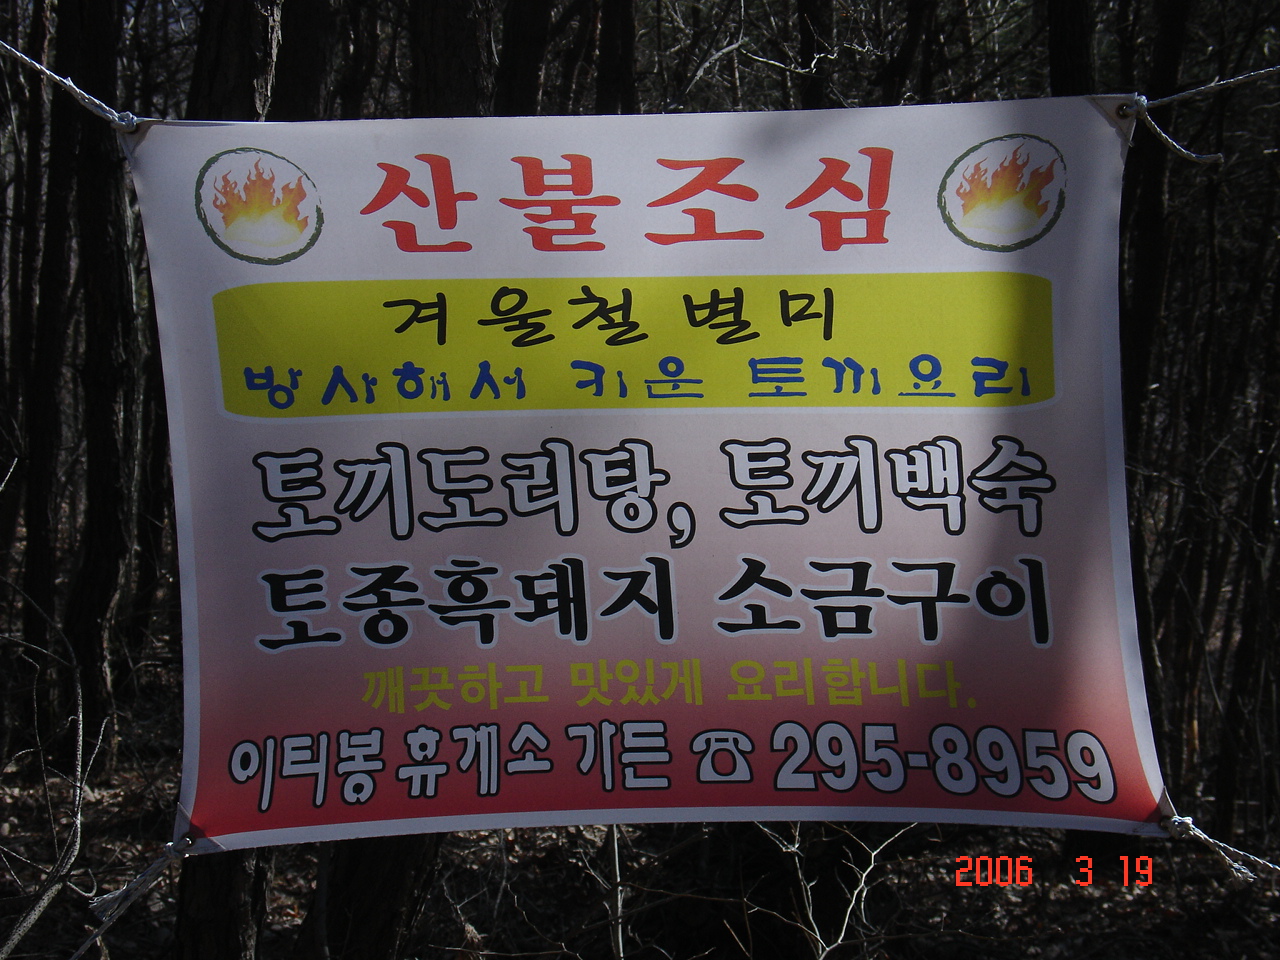 산불조심
겨울철 별미
방사해서 키운 토끼요리
토끼도리탕, 토끼백숙
토종흑돼지 소금구이
깨끗하고 맛있게 요리합니다.
이티봉 휴게소 가든 ☎ 295-8959
2006 3 19